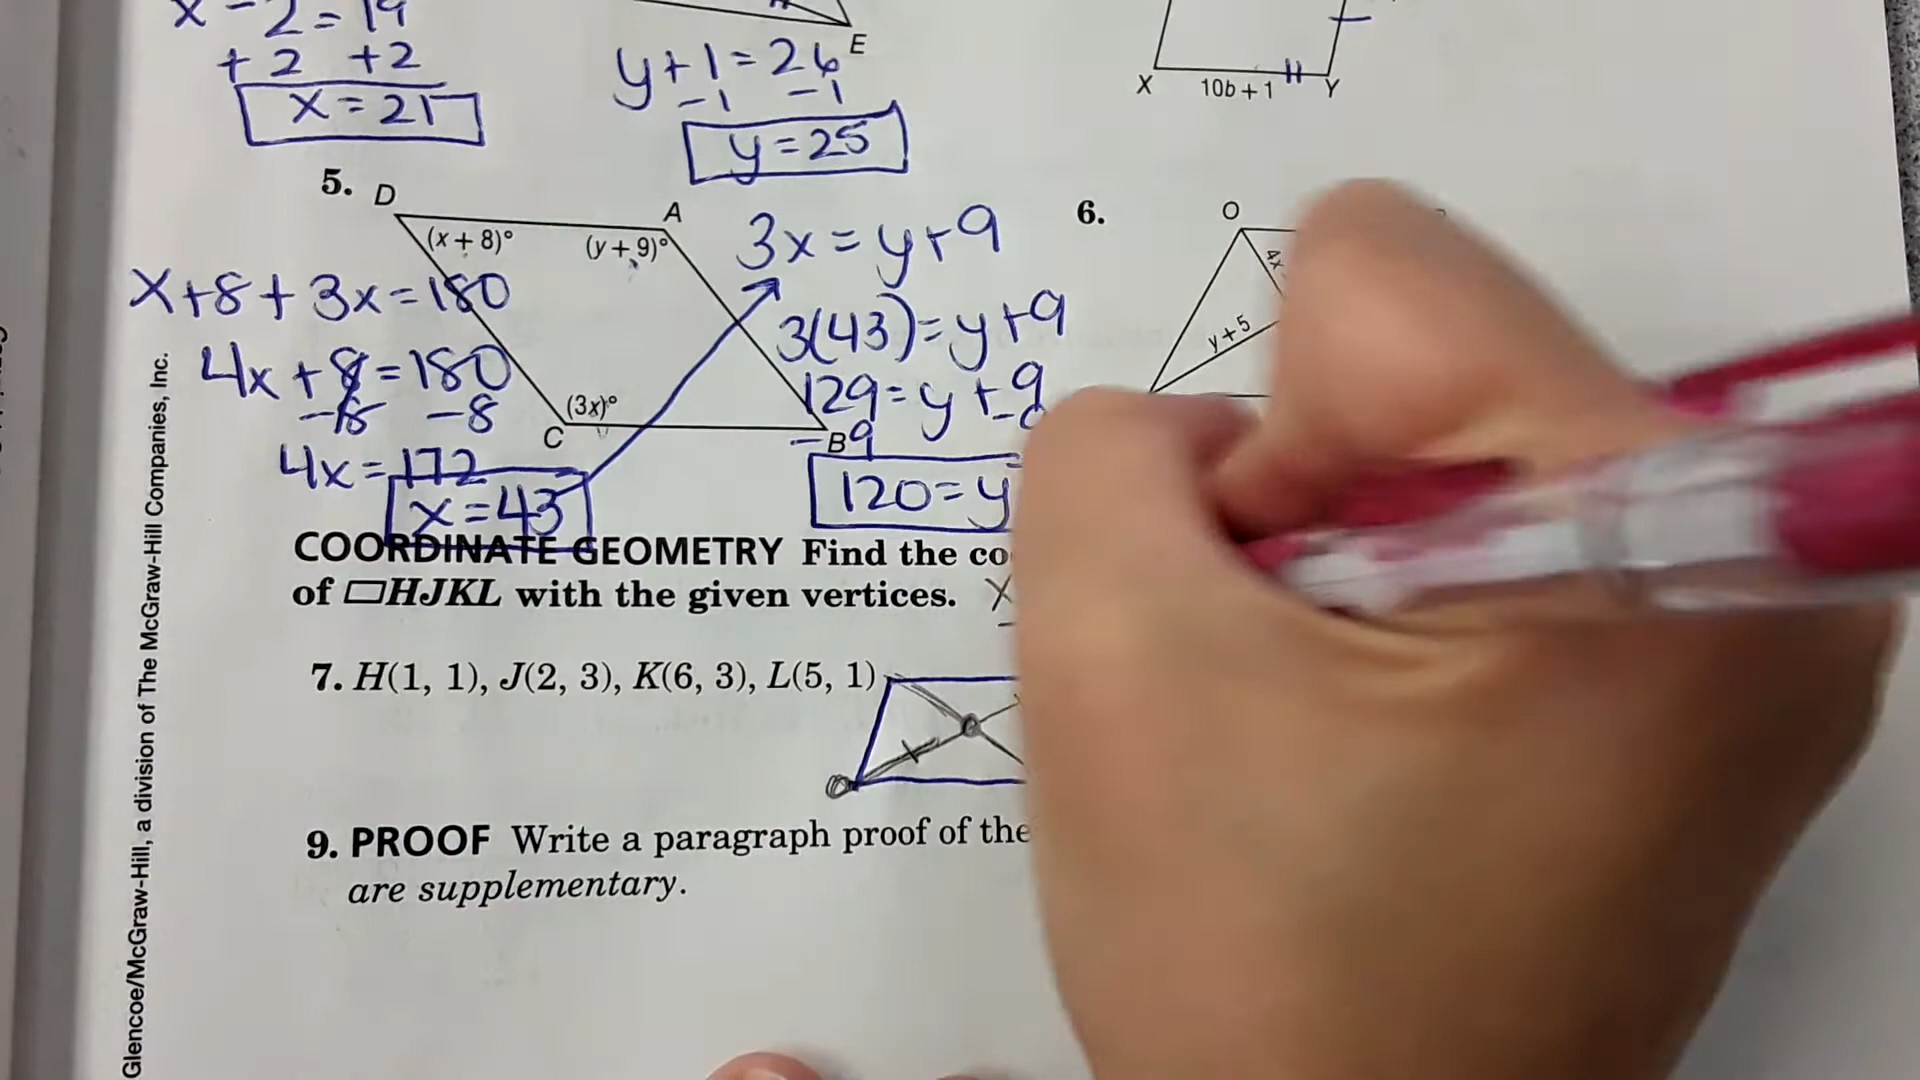 x - 2 = 19
+ 2 +2
x = 21
E
y + 1 = 26
- 1 - 1
y = 25
X 10b + 1 Y
5. D
A
(x + 8)°
(y + 9)°
x + 8 + 3x = 180
4x + 8 = 180
- 8 - 8
4x = 172
x = 43
(3x)°
C
B
3x = y + 9
3(43) = y + 9
129 = y + 9
- 9
120 = y
6.
O
4x
y + 5
COORDINATE GEOMETRY Find the
of ▱HJKL with the given vertices. X
7. H(1, 1), J(2, 3), K(6, 3), L(5, 1)
9. PROOF Write a paragraph proof of the
are supplementary.
Glencoe/McGraw-Hill, a division of The McGraw-Hill Companies, Inc.